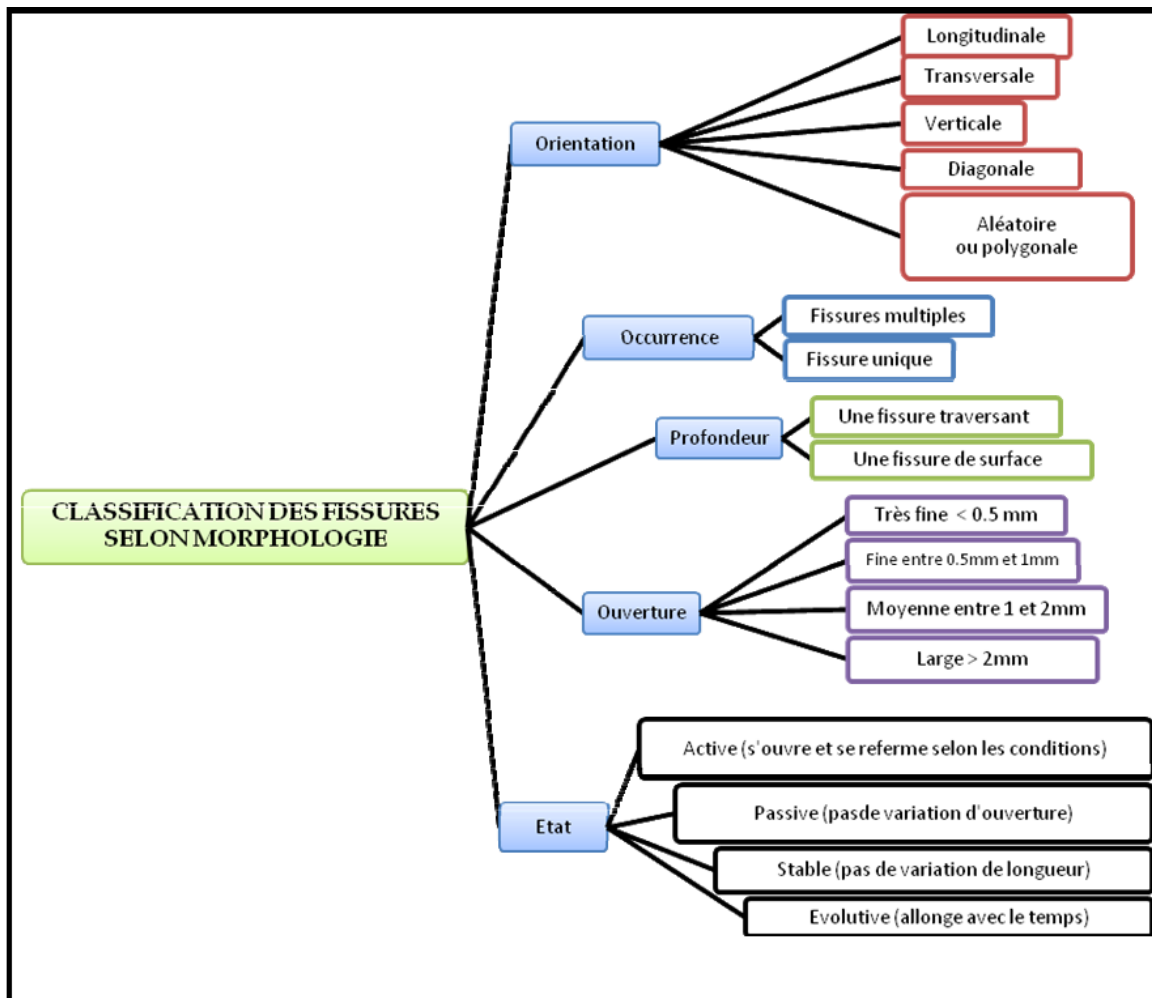 CLASSIFICATION DES FISSURES
SELON MORPHOLOGIE
Orientation
Longitudinale
Transversale
Verticale
Diagonale
Aléatoire
ou polygonale
Occurrence
Fissures multiples
Fissure unique
Profondeur
Une fissure traversant
Une fissure de surface
Ouverture
Très fine < 0.5 mm
Fine entre 0.5mm et 1mm
Moyenne entre 1 et 2mm
Large > 2mm
Etat
Active (s'ouvre et se referme selon les conditions)
Passive (pasde variation d'ouverture)
Stable (pas de variation de longueur)
Evolutive (allonge avec le temps)